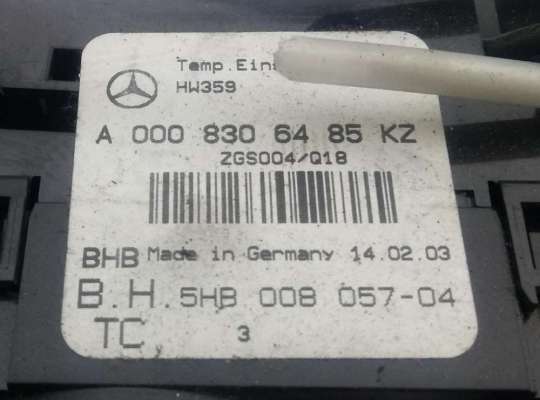 Temp.Ein
HW359
A 000 830 64 85 KZ
ZGS004/Q18
BHB Made in Germany 14.02.03
B.H. 5HB 008 057-04
TC 3